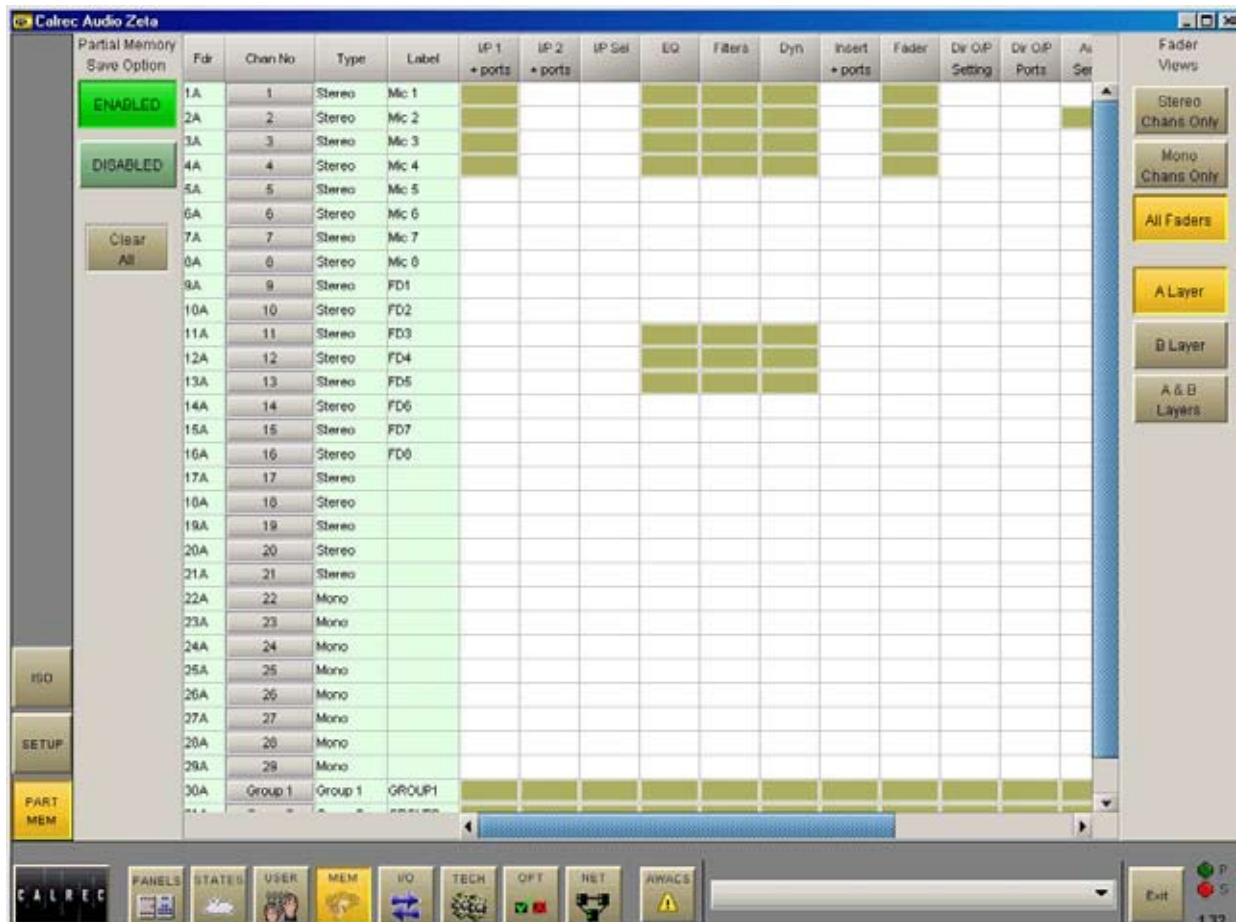 Calrec Audio Zeta
Partial Memory
Save Option
ENABLED
DISABLED
Clear
All
Fdr Chan No Type Label I/P 1 + ports I/P 2 + ports I/P Sel EQ Filters Dyn Insert + ports Fader Dir O/P Setting Dir O/P Ports
1A 1 Stereo Mic 1
2A 2 Stereo Mic 2
3A 3 Stereo Mic 3
4A 4 Stereo Mic 4
5A 5 Stereo Mic 5
6A 6 Stereo Mic 6
7A 7 Stereo Mic 7
8A 8 Stereo Mic 8
9A 9 Stereo FD1
10A 10 Stereo FD2
11A 11 Stereo FD3
12A 12 Stereo FD4
13A 13 Stereo FD5
14A 14 Stereo FD6
15A 15 Stereo FD7
16A 16 Stereo FD8
17A 17 Stereo
18A 18 Stereo
19A 19 Stereo
20A 20 Stereo
21A 21 Stereo
22A 22 Mono
23A 23 Mono
24A 24 Mono
25A 25 Mono
26A 26 Mono
27A 27 Mono
28A 28 Mono
29A 29 Mono
30A Group 1 Group 1 GROUP1
Fader
Views
Stereo
Chans Only
Mono
Chans Only
All Faders
A Layer
B Layer
A & B
Layers
ISO
SETUP
PART
MEM
CALREC
PANELS STATES USER MEM I/O TECH OPT NET AWACS
Exit
P
S